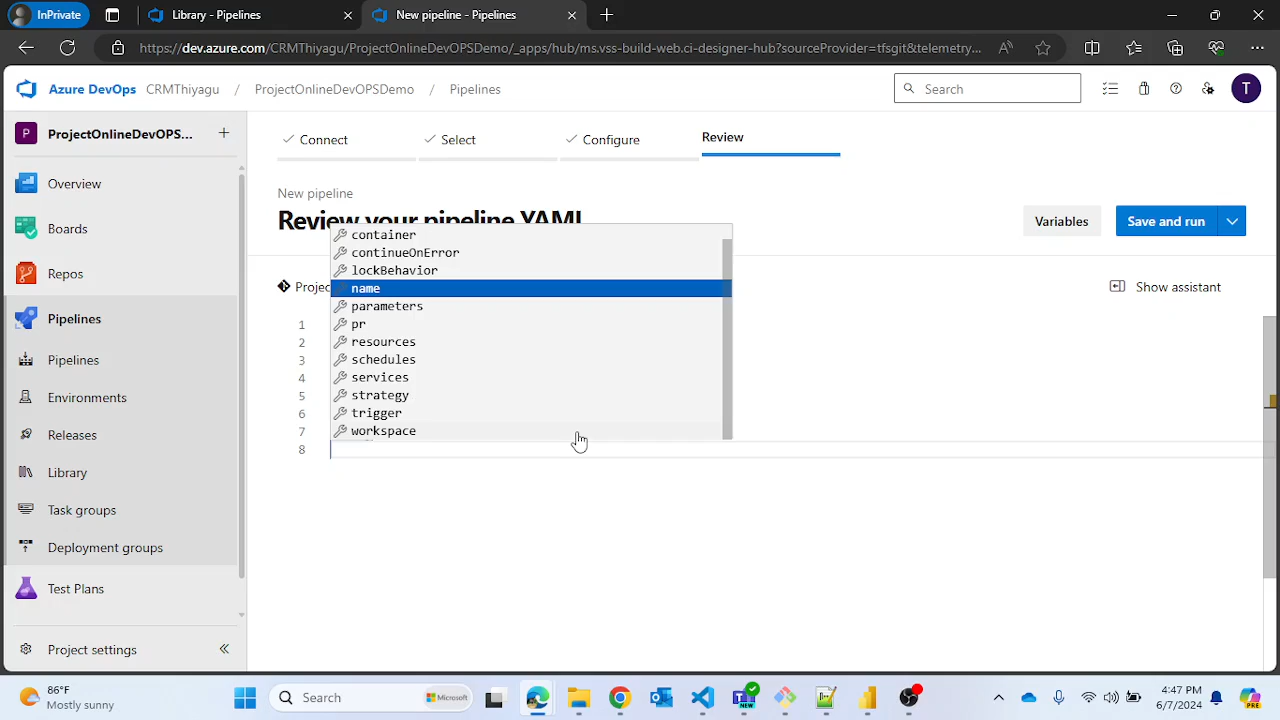 InPrivate
Library - Pipelines
New pipeline - Pipelines
https://dev.azure.com/CRMThiyagu/ProjectOnlineDevOPSDemo/_apps/hub/ms.vss-build-web.ci-designer-hub?sourceProvider=tfsgit&telemetry...
Azure DevOps CRMThiyagu / ProjectOnlineDevOPSDemo / Pipelines
Search
T
P ProjectOnlineDevOPS... +
Overview
Boards
Repos
Pipelines
Pipelines
Environments
Releases
Library
Task groups
Deployment groups
Test Plans
Project settings
Connect
Select
Configure
Review
New pipeline
Review your pipeline YAML
Variables
Save and run
Projec
Show assistant
container
continueOnError
lockBehavior
name
parameters
pr
resources
schedules
services
strategy
trigger
workspace
1
2
3
4
5
6
7
8
86°F
Mostly sunny
Search
Microsoft
NEW
4:47 PM
6/7/2024
PRE